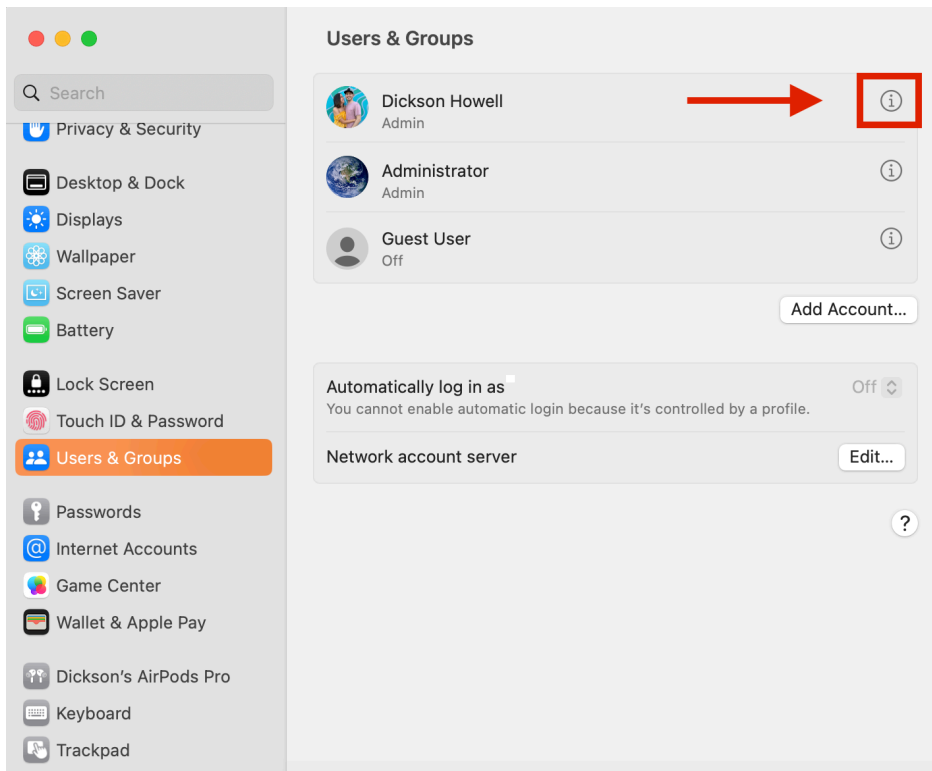 Search
Privacy & Security
Desktop & Dock
Displays
Wallpaper
Screen Saver
Battery
Lock Screen
Touch ID & Password
Users & Groups
Passwords
Internet Accounts
Game Center
Wallet & Apple Pay
Dickson's AirPods Pro
Keyboard
Trackpad
Users & Groups
Dickson Howell
Admin
Administrator
Admin
Guest User
Off
Add Account...
Automatically log in as
Off
You cannot enable automatic login because it's controlled by a profile.
Network account server
Edit...
?